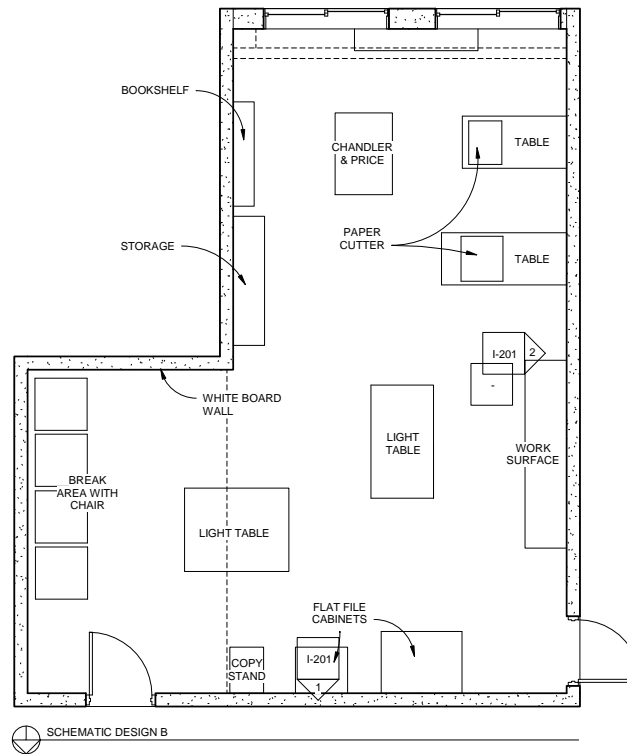 BOOKSHELF
CHANDLER
& PRICE
TABLE
PAPER
CUTTER
STORAGE
TABLE
I-201
2
-
WHITE BOARD
WALL
LIGHT
TABLE
WORK
SURFACE
BREAK
AREA WITH
CHAIR
LIGHT TABLE
FLAT FILE
CABINETS
COPY
STAND
I-201
1
SCHEMATIC DESIGN B